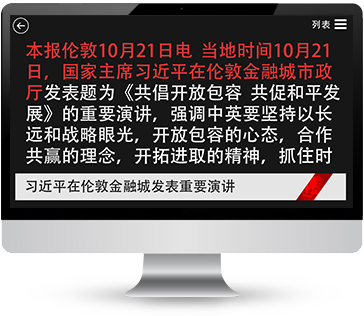 列表
本报伦敦10月21日电 当地时间10月21
日，国家主席习近平在伦敦金融城市政
厅发表题为《共倡开放包容 共促和平发
展》的重要演讲，强调中英要坚持以长
远和战略眼光，开放包容的心态，合作
共赢的理念，开拓进取的精神，抓住时
习近平在伦敦金融城发表重要演讲